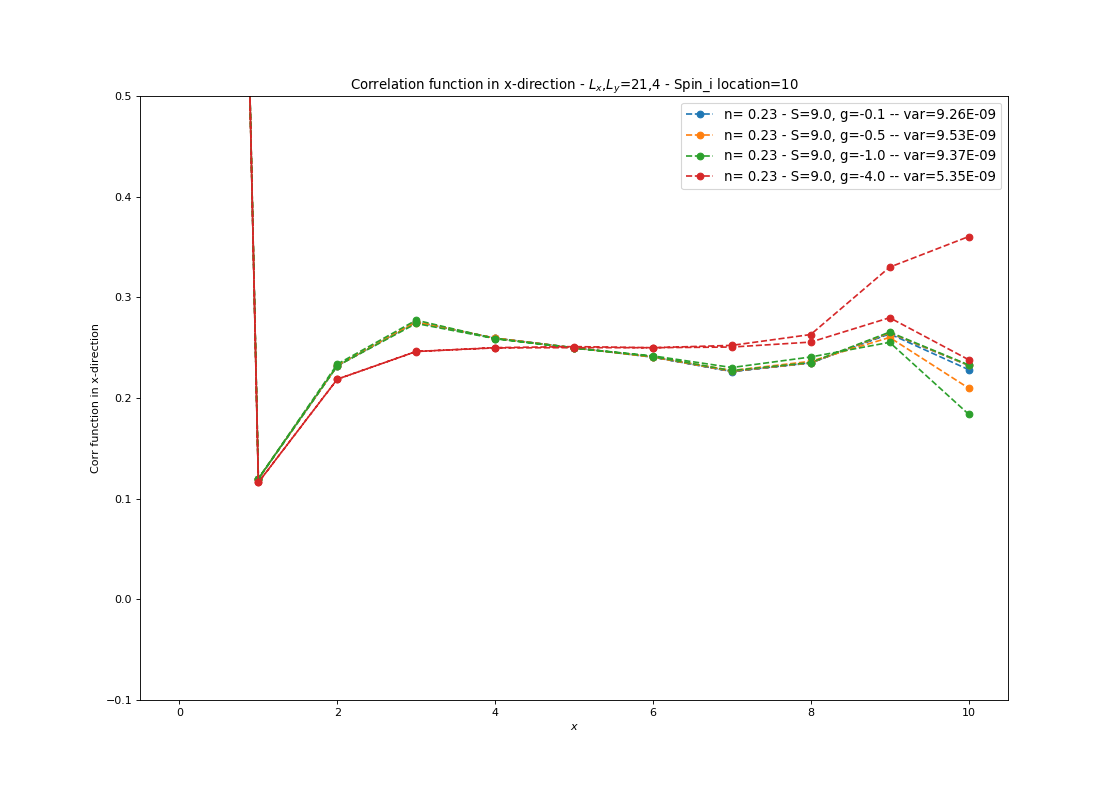 Correlation function in x-direction - $L_x$,$L_y$=21,4 - Spin_i location=10
0.5
0.4
0.3
0.2
0.1
0.0
−0.1
Corr function in x-direction
n= 0.23 - S=9.0, g=-0.1 -- var=9.26E-09
n= 0.23 - S=9.0, g=-0.5 -- var=9.53E-09
n= 0.23 - S=9.0, g=-1.0 -- var=9.37E-09
n= 0.23 - S=9.0, g=-4.0 -- var=5.35E-09
0 2 4 6 8 10
x